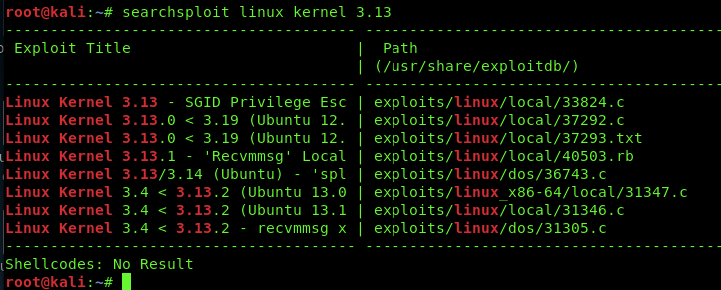 root@kali:~# searchsploit linux kernel 3.13
--------------------------------------- ----------------------------------------
Exploit Title | Path
| (/usr/share/exploitdb/)
--------------------------------------- ----------------------------------------
Linux Kernel 3.13 - SGID Privilege Esc | exploits/linux/local/33824.c
Linux Kernel 3.13.0 < 3.19 (Ubuntu 12. | exploits/linux/local/37292.c
Linux Kernel 3.13.0 < 3.19 (Ubuntu 12. | exploits/linux/local/37293.txt
Linux Kernel 3.13.1 - 'Recvmmsg' Local | exploits/linux/local/40503.rb
Linux Kernel 3.13/3.14 (Ubuntu) - 'spl | exploits/linux/dos/36743.c
Linux Kernel 3.4 < 3.13.2 (Ubuntu 13.0 | exploits/linux_x86-64/local/31347.c
Linux Kernel 3.4 < 3.13.2 (Ubuntu 13.1 | exploits/linux/local/31346.c
Linux Kernel 3.4 < 3.13.2 - recvmmsg x | exploits/linux/dos/31305.c
--------------------------------------- ----------------------------------------
Shellcodes: No Result
root@kali:~#